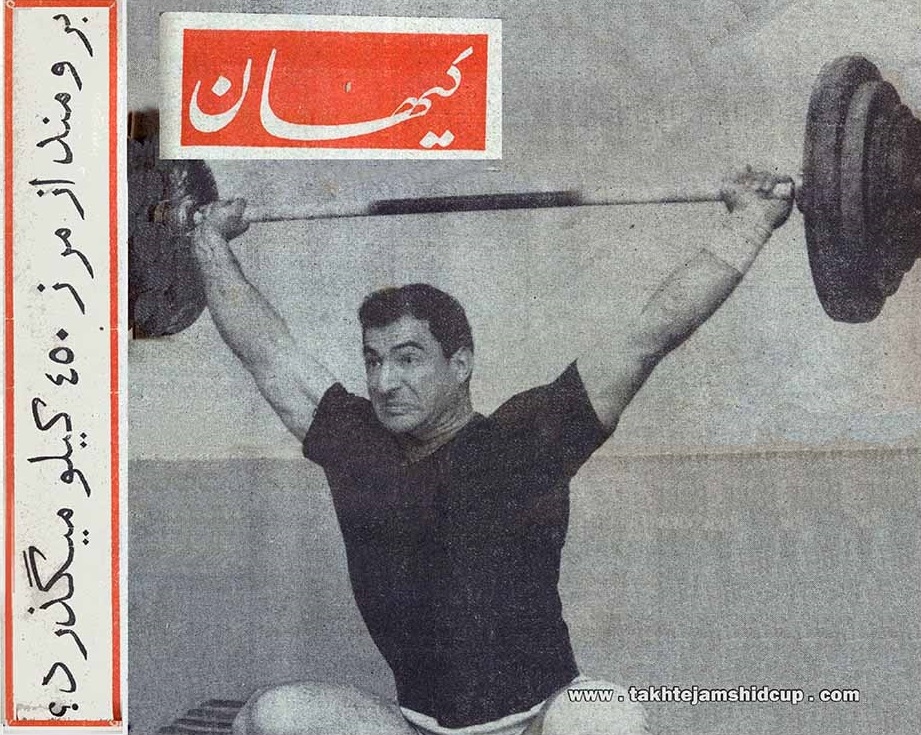 کیهان
برومند از مرز ۴۵۰ کیلو میگذرد؟
www . takhtejamshidcup . com